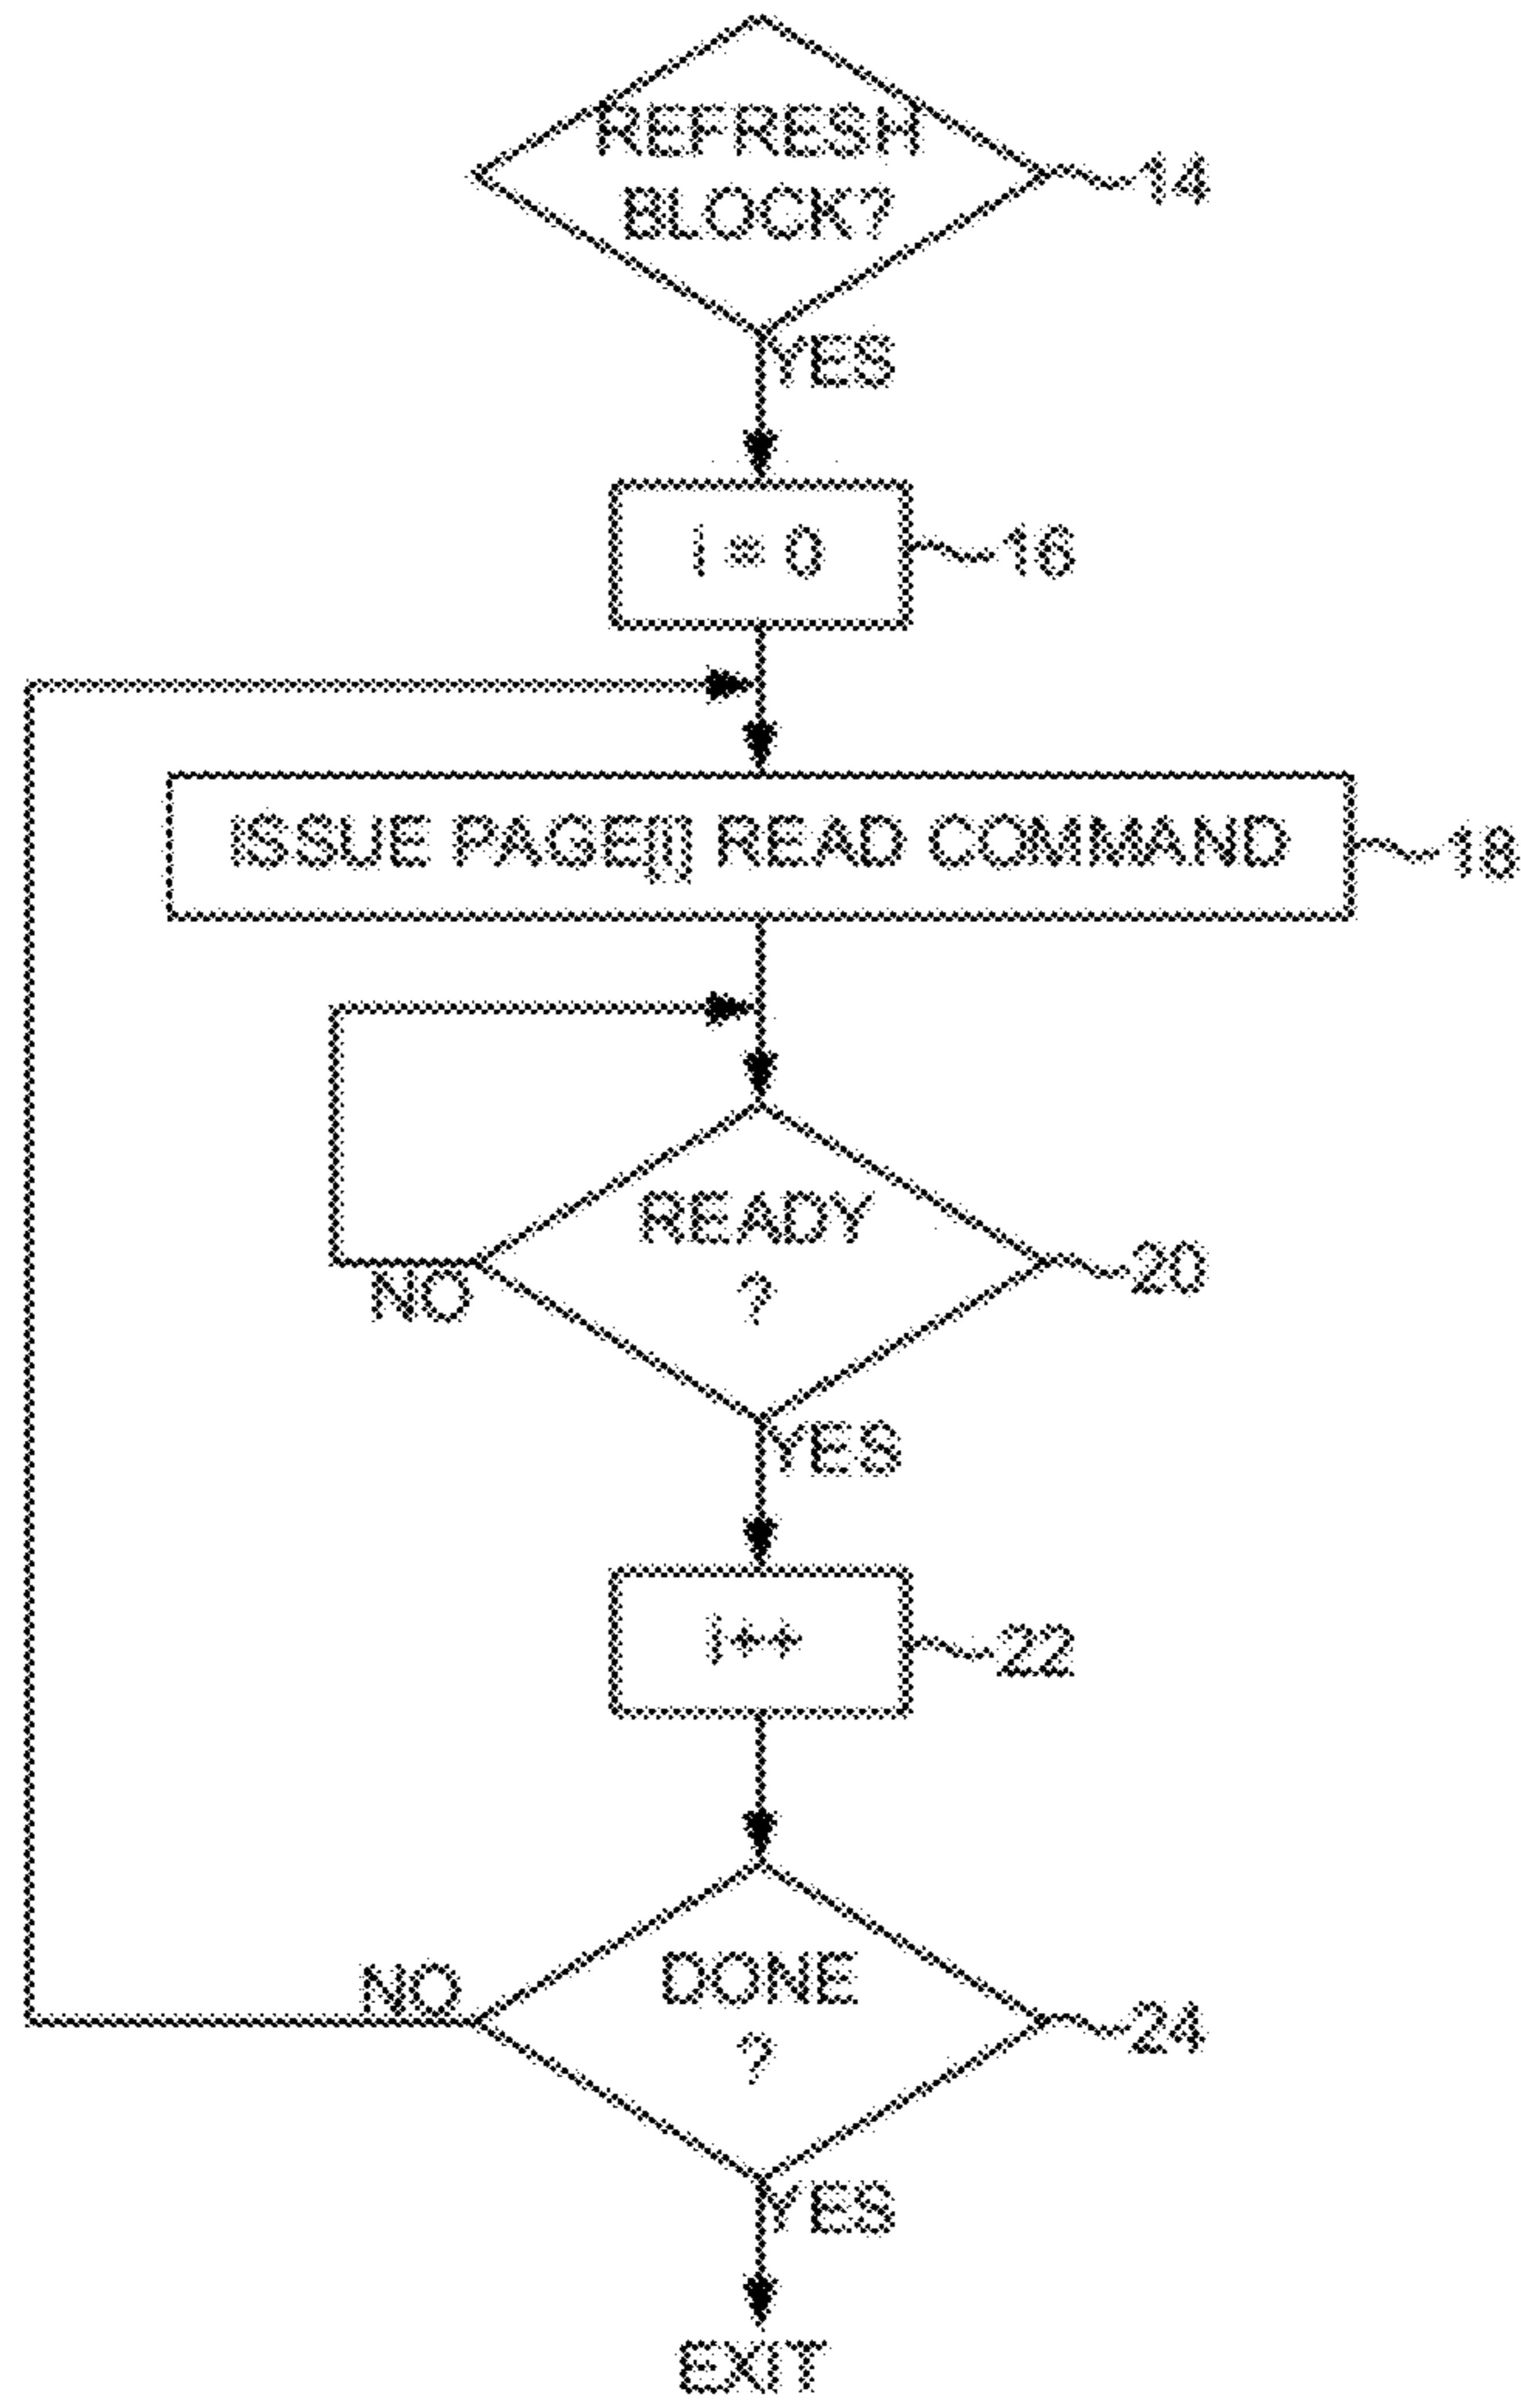 REFRESH
BLOCK?
14
YES
i = 0
16
ISSUE PAGE[i] READ COMMAND
18
READY
?
20
NO
YES
i++
22
DONE
?
24
NO
YES
EXIT